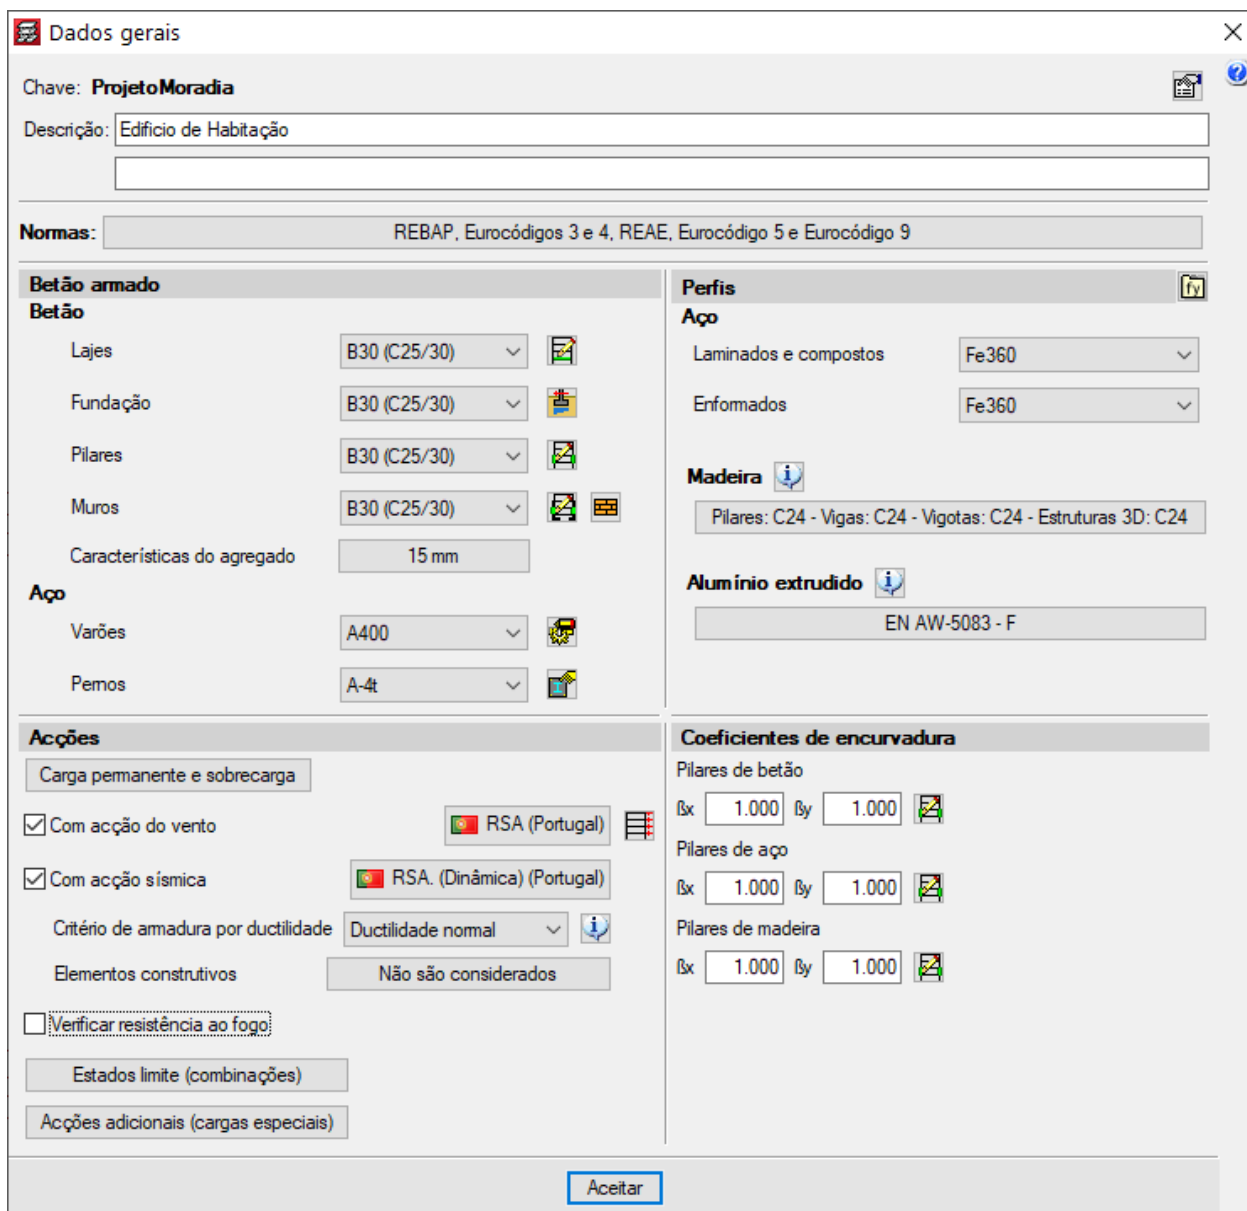 Dados gerais
Chave: ProjetoMoradia
Descrição: Edificio de Habitação
Normas: REBAP, Eurocódigos 3 e 4, REAE, Eurocódigo 5 e Eurocódigo 9
Betão armado
Betão
Lajes B30 (C25/30)
Fundação B30 (C25/30)
Pilares B30 (C25/30)
Muros B30 (C25/30)
Características do agregado 15 mm
Aço
Varões A400
Pernos A-4t
Perfis fy
Aço
Laminados e compostos Fe360
Enformados Fe360
Madeira
Pilares: C24 - Vigas: C24 - Vigotas: C24 - Estruturas 3D: C24
Alumínio extrudido
EN AW-5083 - F
Acções
Carga permanente e sobrecarga
Com acção do vento RSA (Portugal)
Com acção sísmica RSA. (Dinâmica) (Portugal)
Critério de armadura por ductilidade Ductilidade normal
Elementos construtivos Não são considerados
Verificar resistência ao fogo
Estados limite (combinações)
Acções adicionais (cargas especiais)
Coeficientes de encurvadura
Pilares de betão
ßx 1.000 ßy 1.000
Pilares de aço
ßx 1.000 ßy 1.000
Pilares de madeira
ßx 1.000 ßy 1.000
Aceitar